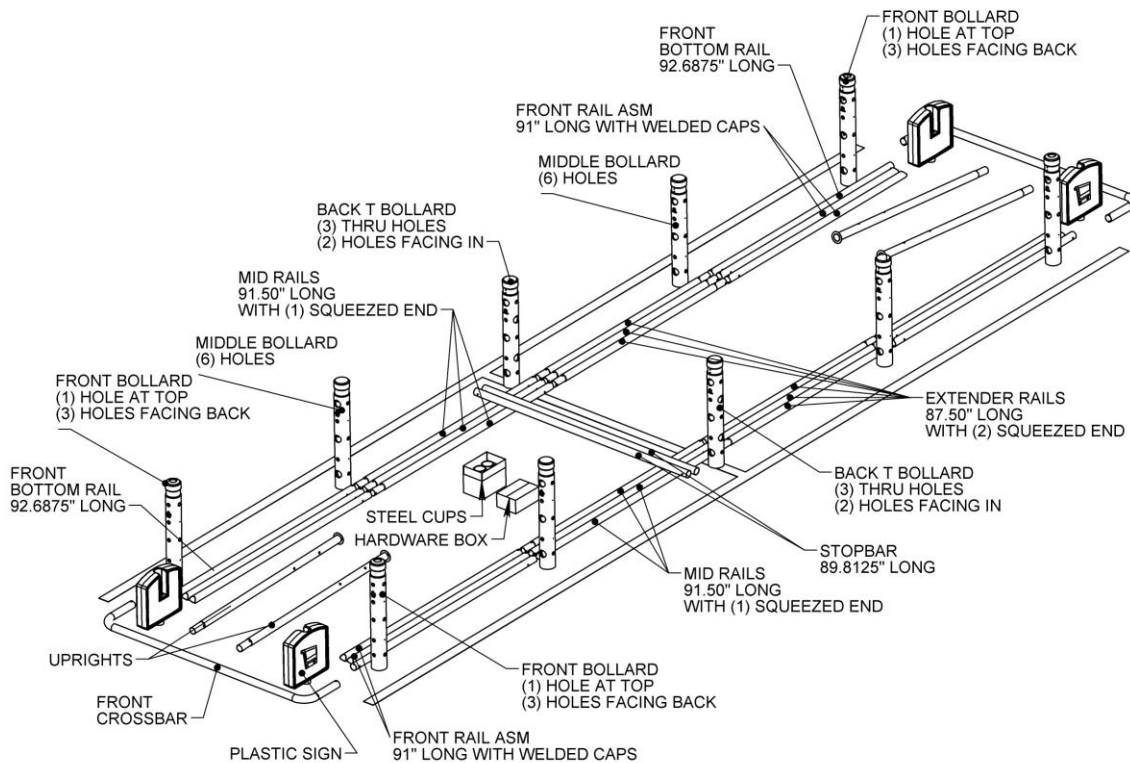 FRONT BOLLARD
(1) HOLE AT TOP
(3) HOLES FACING BACK
FRONT
BOTTOM RAIL
92.6875" LONG
FRONT RAIL ASM
91" LONG WITH WELDED CAPS
MIDDLE BOLLARD
(6) HOLES
BACK T BOLLARD
(3) THRU HOLES
(2) HOLES FACING IN
MID RAILS
91.50" LONG
WITH (1) SQUEEZED END
MIDDLE BOLLARD
(6) HOLES
FRONT BOLLARD
(1) HOLE AT TOP
(3) HOLES FACING BACK
FRONT
BOTTOM RAIL
92.6875" LONG
EXTENDER RAILS
87.50" LONG
WITH (2) SQUEEZED END
BACK T BOLLARD
(3) THRU HOLES
(2) HOLES FACING IN
STEEL CUPS
HARDWARE BOX
STOPBAR
89.8125" LONG
MID RAILS
91.50" LONG
WITH (1) SQUEEZED END
UPRIGHTS
FRONT
CROSSBAR
PLASTIC SIGN
FRONT BOLLARD
(1) HOLE AT TOP
(3) HOLES FACING BACK
FRONT RAIL ASM
91" LONG WITH WELDED CAPS